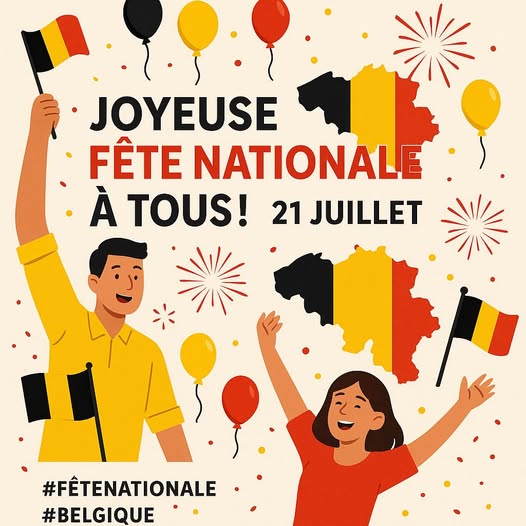 JOYEUSE
FÊTE NATIONALE
À TOUS! 21 JUILLET
#FÊTENATIONALE
#BELGIQUE